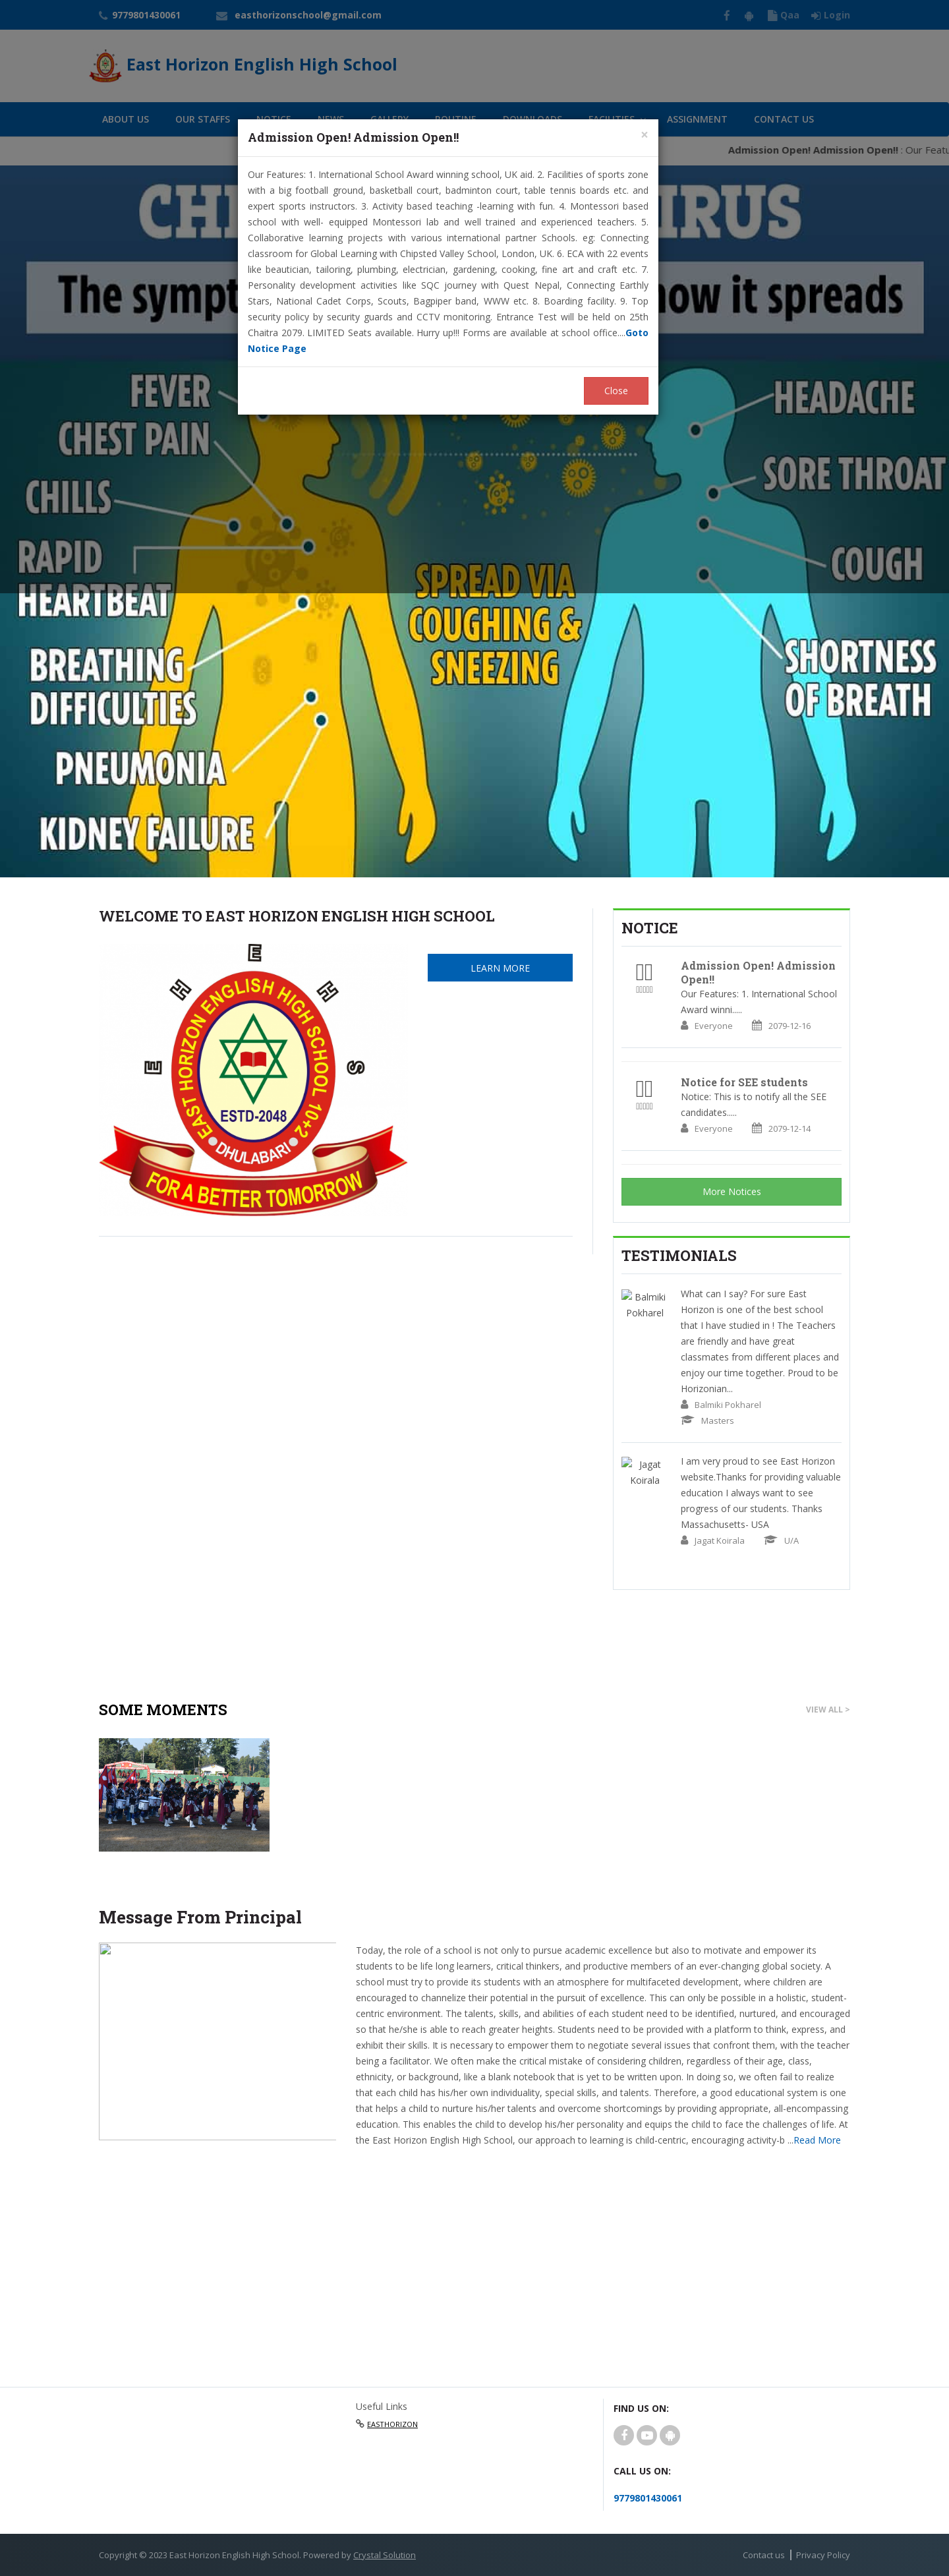 9779801430061 easthorizonschool@gmail.com Qaa Login
East Horizon English High School
ABOUT US OUR STAFFS NOTICE NEWS GALLERY ROUTINE DOWNLOADS FACILITIES ASSIGNMENT CONTACT US
Admission Open! Admission Open!! : Our Featu
Admission Open! Admission Open!! ×
Our Features: 1. International School Award winning school, UK aid. 2. Facilities of sports zone
with a big football ground, basketball court, badminton court, table tennis boards etc. and
expert sports instructors. 3. Activity based teaching -learning with fun. 4. Montessori based
school with well- equipped Montessori lab and well trained and experienced teachers. 5.
Collaborative learning projects with various international partner Schools. eg: Connecting
classroom for Global Learning with Chipsted Valley School, London, UK. 6. ECA with 22 events
like beautician, tailoring, plumbing, electrician, gardening, cooking, fine art and craft etc. 7.
Personality development activities like SQC journey with Quest Nepal, Connecting Earthly
Stars, National Cadet Corps, Scouts, Bagpiper band, WWW etc. 8. Boarding facility. 9. Top
security policy by security guards and CCTV monitoring. Entrance Test will be held on 25th
Chaitra 2079. LIMITED Seats available. Hurry up!!! Forms are available at school office....Goto
Notice Page
Close
how it spreads
FEVER
CHEST PAIN
CHILLS
RAPID
HEARTBEAT
BREATHING
DIFFICULTIES
PNEUMONIA
KIDNEY FAILURE
SPREAD VIA
COUGHING &
SNEEZING
SORE THROAT
COUGH
SHORTNESS
OF BREATH
WELCOME TO EAST HORIZON ENGLISH HIGH SCHOOL
E H H E S
EAST HORIZON ENGLISH HIGH SCHOOL 10+2
ESTD-2048
DHULABARI
FOR A BETTER TOMORROW
LEARN MORE
NOTICE
Admission Open! Admission
Open!!
Our Features: 1. International School
Award winni.....
Everyone 2079-12-16
Notice for SEE students
Notice: This is to notify all the SEE
candidates.....
Everyone 2079-12-14
More Notices
TESTIMONIALS
Balmiki
Pokharel
What can I say? For sure East
Horizon is one of the best school
that I have studied in ! The Teachers
are friendly and have great
classmates from different places and
enjoy our time together. Proud to be
Horizonian...
Balmiki Pokharel
Masters
Jagat
Koirala
I am very proud to see East Horizon
website.Thanks for providing valuable
education I always want to see
progress of our students. Thanks
Massachusetts- USA
Jagat Koirala U/A
SOME MOMENTS
VIEW ALL >
Message From Principal
Today, the role of a school is not only to pursue academic excellence but also to motivate and empower its
students to be life long learners, critical thinkers, and productive members of an ever-changing global society. A
school must try to provide its students with an atmosphere for multifaceted development, where children are
encouraged to channelize their potential in the pursuit of excellence. This can only be possible in a holistic, student-
centric environment. The talents, skills, and abilities of each student need to be identified, nurtured, and encouraged
so that he/she is able to reach greater heights. Students need to be provided with a platform to think, express, and
exhibit their skills. It is necessary to empower them to negotiate several issues that confront them, with the teacher
being a facilitator. We often make the critical mistake of considering children, regardless of their age, class,
ethnicity, or background, like a blank notebook that is yet to be written upon. In doing so, we often fail to realize
that each child has his/her own individuality, special skills, and talents. Therefore, a good educational system is one
that helps a child to nurture his/her talents and overcome shortcomings by providing appropriate, all-encompassing
education. This enables the child to develop his/her personality and equips the child to face the challenges of life. At
the East Horizon English High School, our approach to learning is child-centric, encouraging activity-b ...Read More
Useful Links
EASTHORIZON
FIND US ON:
CALL US ON:
9779801430061
Copyright © 2023 East Horizon English High School. Powered by Crystal Solution
Contact us | Privacy Policy